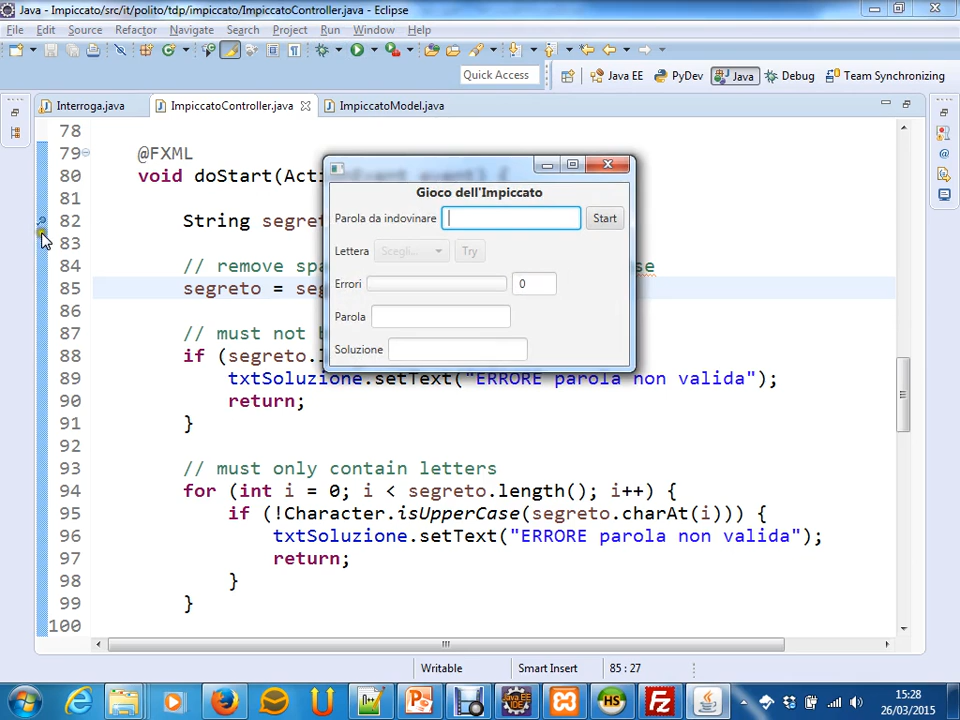 Java - Impiccato/src/it/polito/tdp/impiccato/ImpiccatoController.java - Eclipse
File Edit Source Refactor Navigate Search Project Run Window Help
Quick Access Java EE PyDev Java Debug Team Synchronizing
Interroga.java ImpiccatoController.java ImpiccatoModel.java
78
79 @FXML
80 void doStart(Act
81
82 String segre
83
84 // remove spa se
85 segreto = seg
86
87 // must not b
88 if (segreto.l
89 txtSoluzione.setText("ERRORE parola non valida");
90 return;
91 }
92
93 // must only contain letters
94 for (int i = 0; i < segreto.length(); i++) {
95 if (!Character.isUpperCase(segreto.charAt(i))) {
96 txtSoluzione.setText("ERRORE parola non valida");
97 return;
98 }
99 }
100
Gioco dell'Impiccato
Parola da indovinare Start
Lettera Scegli... Try
Errori 0
Parola
Soluzione
Writable Smart Insert 85 : 27
15:28
26/03/2015